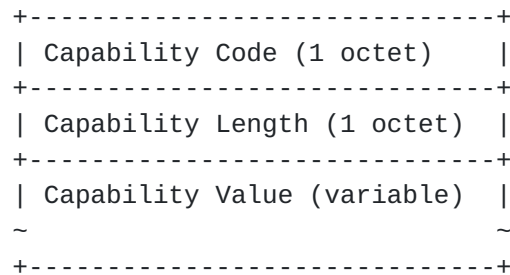 +------------------------------+
| Capability Code (1 octet)    |
+------------------------------+
| Capability Length (1 octet)  |
+------------------------------+
| Capability Value (variable)  |
~                              ~
+------------------------------+